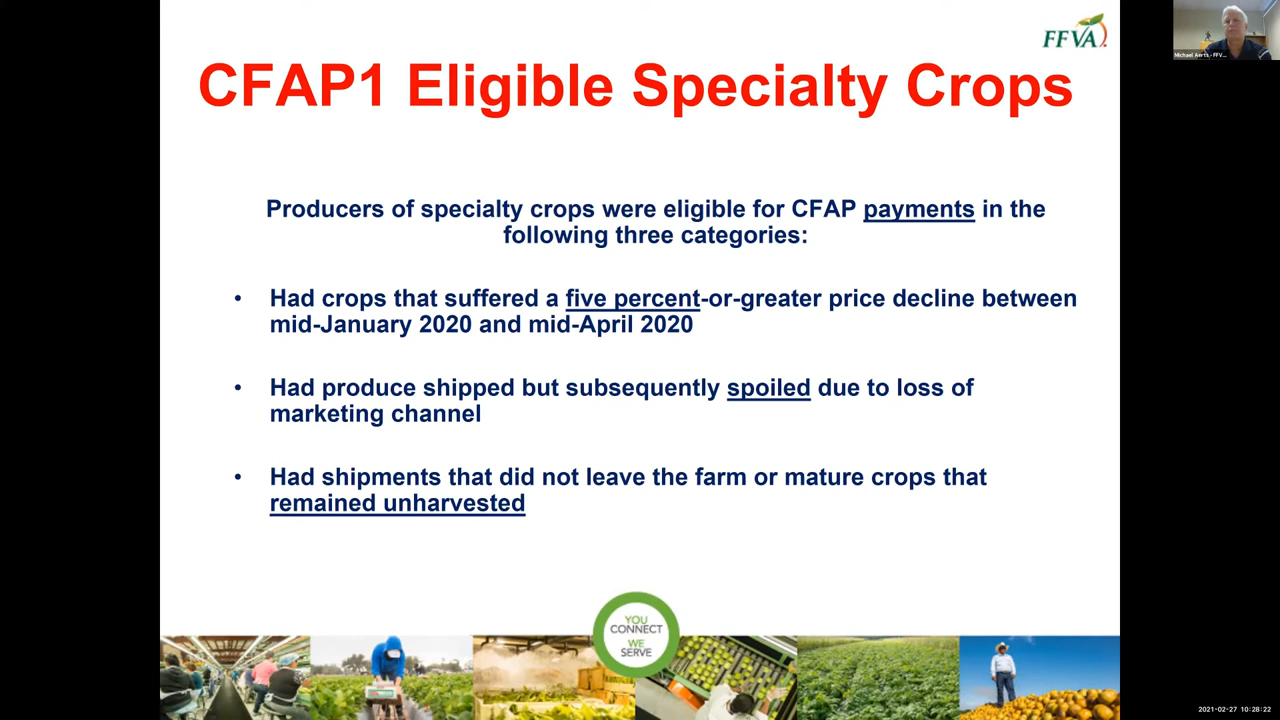 FFVA
Michael Aerts - FFV...
CFAP1 Eligible Specialty Crops
Producers of specialty crops were eligible for CFAP payments in the
following three categories:
• Had crops that suffered a five percent-or-greater price decline between
mid-January 2020 and mid-April 2020
• Had produce shipped but subsequently spoiled due to loss of
marketing channel
• Had shipments that did not leave the farm or mature crops that
remained unharvested
YOU
CONNECT
WE
SERVE
2021-02-27 10:28:22